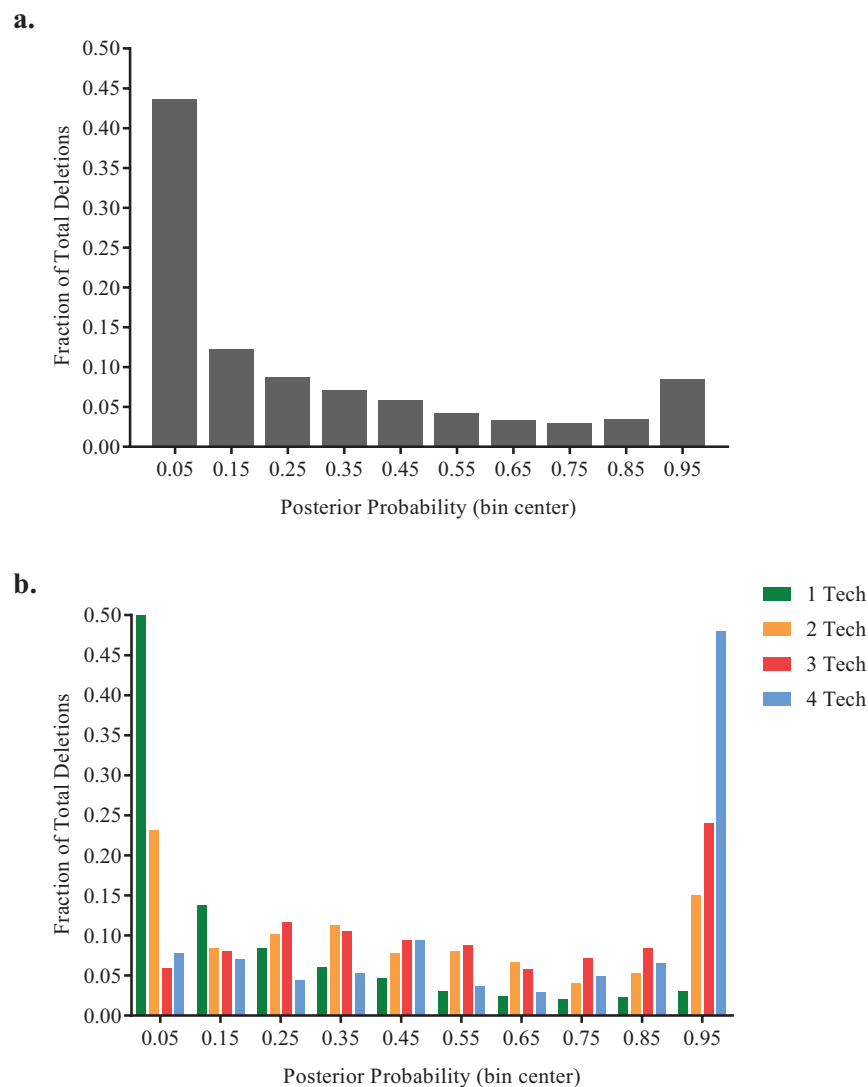 a.
0.50
0.45
0.40
0.35
0.30
0.25
0.20
0.15
0.10
0.05
0.00
Fraction of Total Deletions
0.05 0.15 0.25 0.35 0.45 0.55 0.65 0.75 0.85 0.95
Posterior Probability (bin center)
b.
1 Tech
2 Tech
3 Tech
4 Tech
0.50
0.45
0.40
0.35
0.30
0.25
0.20
0.15
0.10
0.05
0.00
Fraction of Total Deletions
0.05 0.15 0.25 0.35 0.45 0.55 0.65 0.75 0.85 0.95
Posterior Probability (bin center)